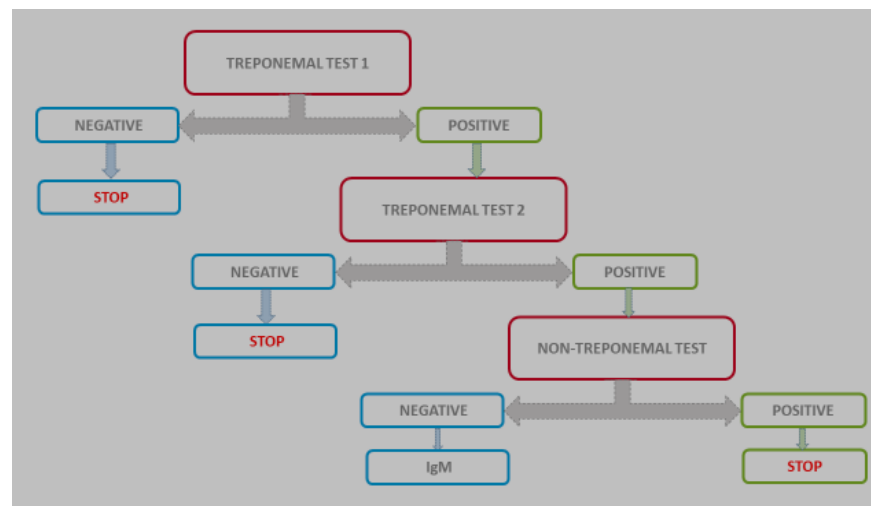 TREPONEMAL TEST 1
NEGATIVE
POSITIVE
STOP
TREPONEMAL TEST 2
NEGATIVE
POSITIVE
STOP
NON-TREPONEMAL TEST
NEGATIVE
POSITIVE
IgM
STOP